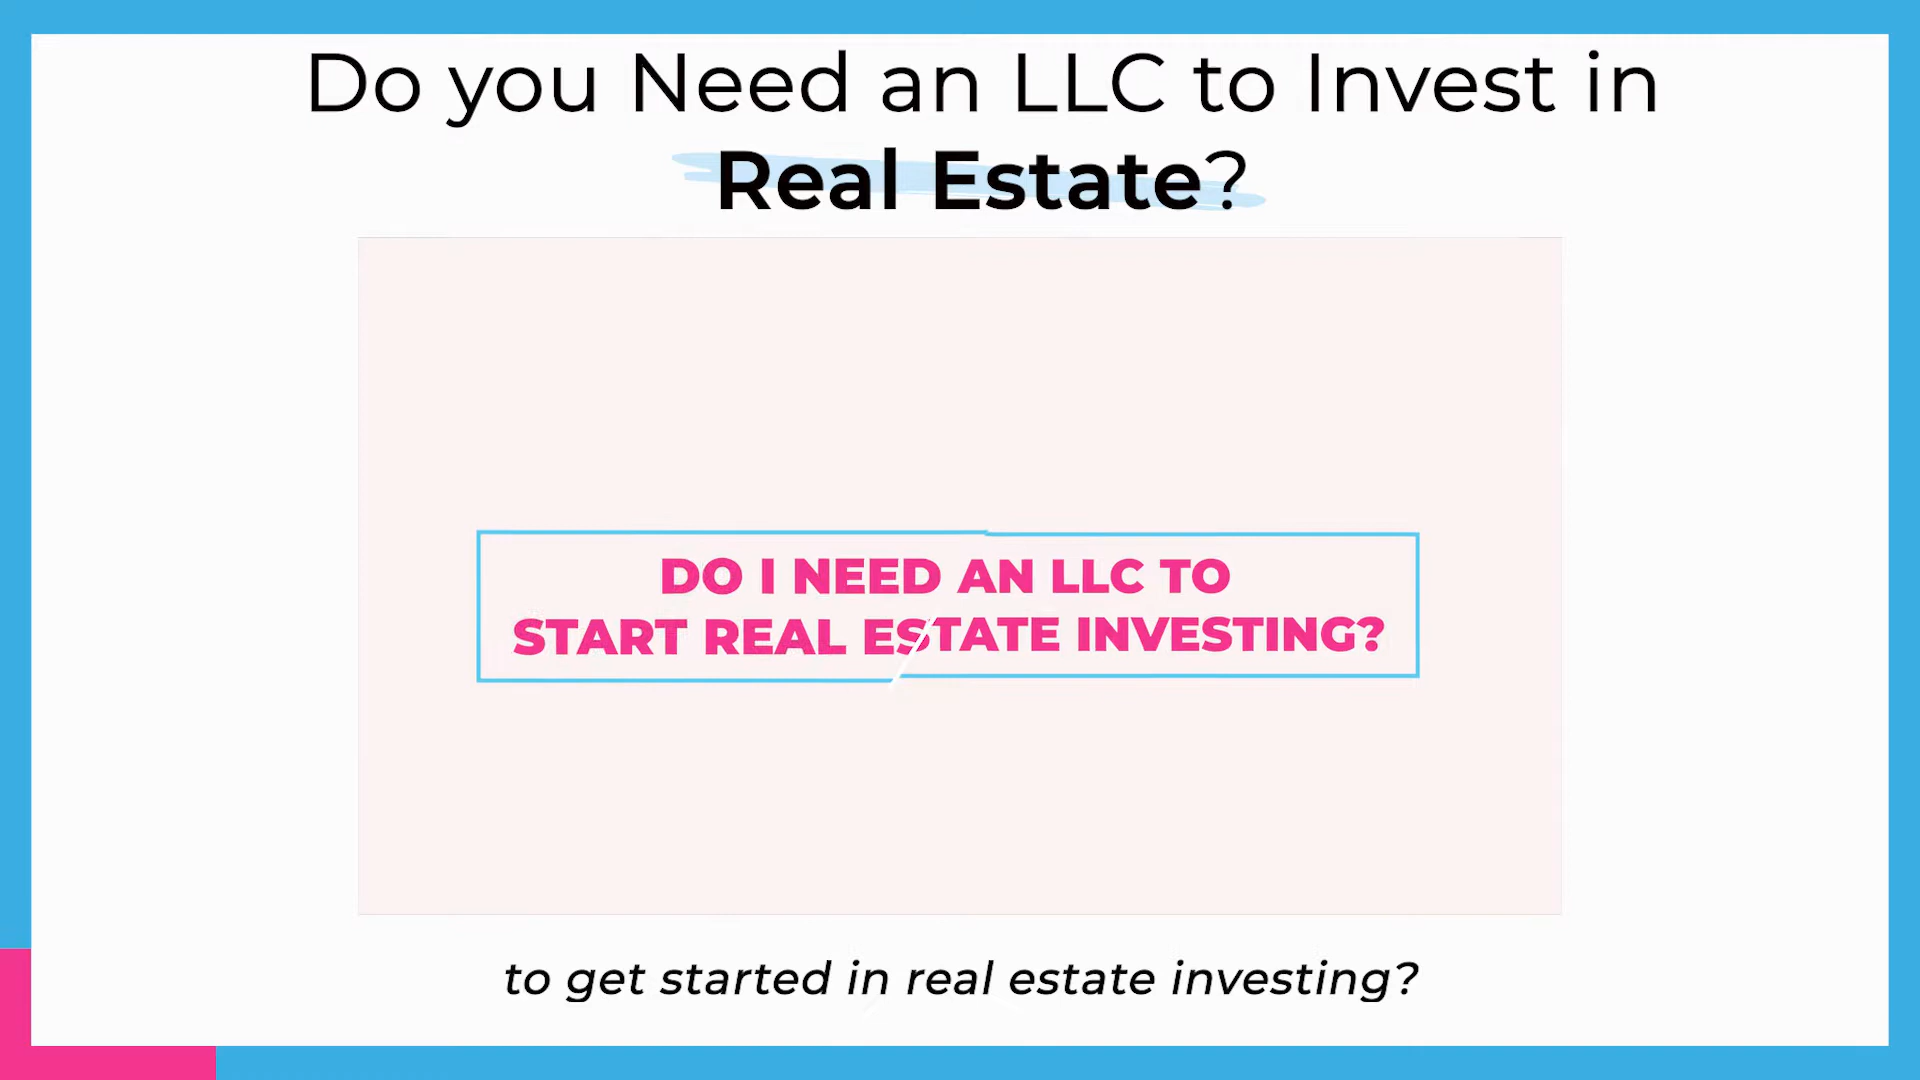 Do you Need an LLC to Invest in
Real Estate?
DO I NEED AN LLC TO
START REAL ESTATE INVESTING?
to get started in real estate investing?